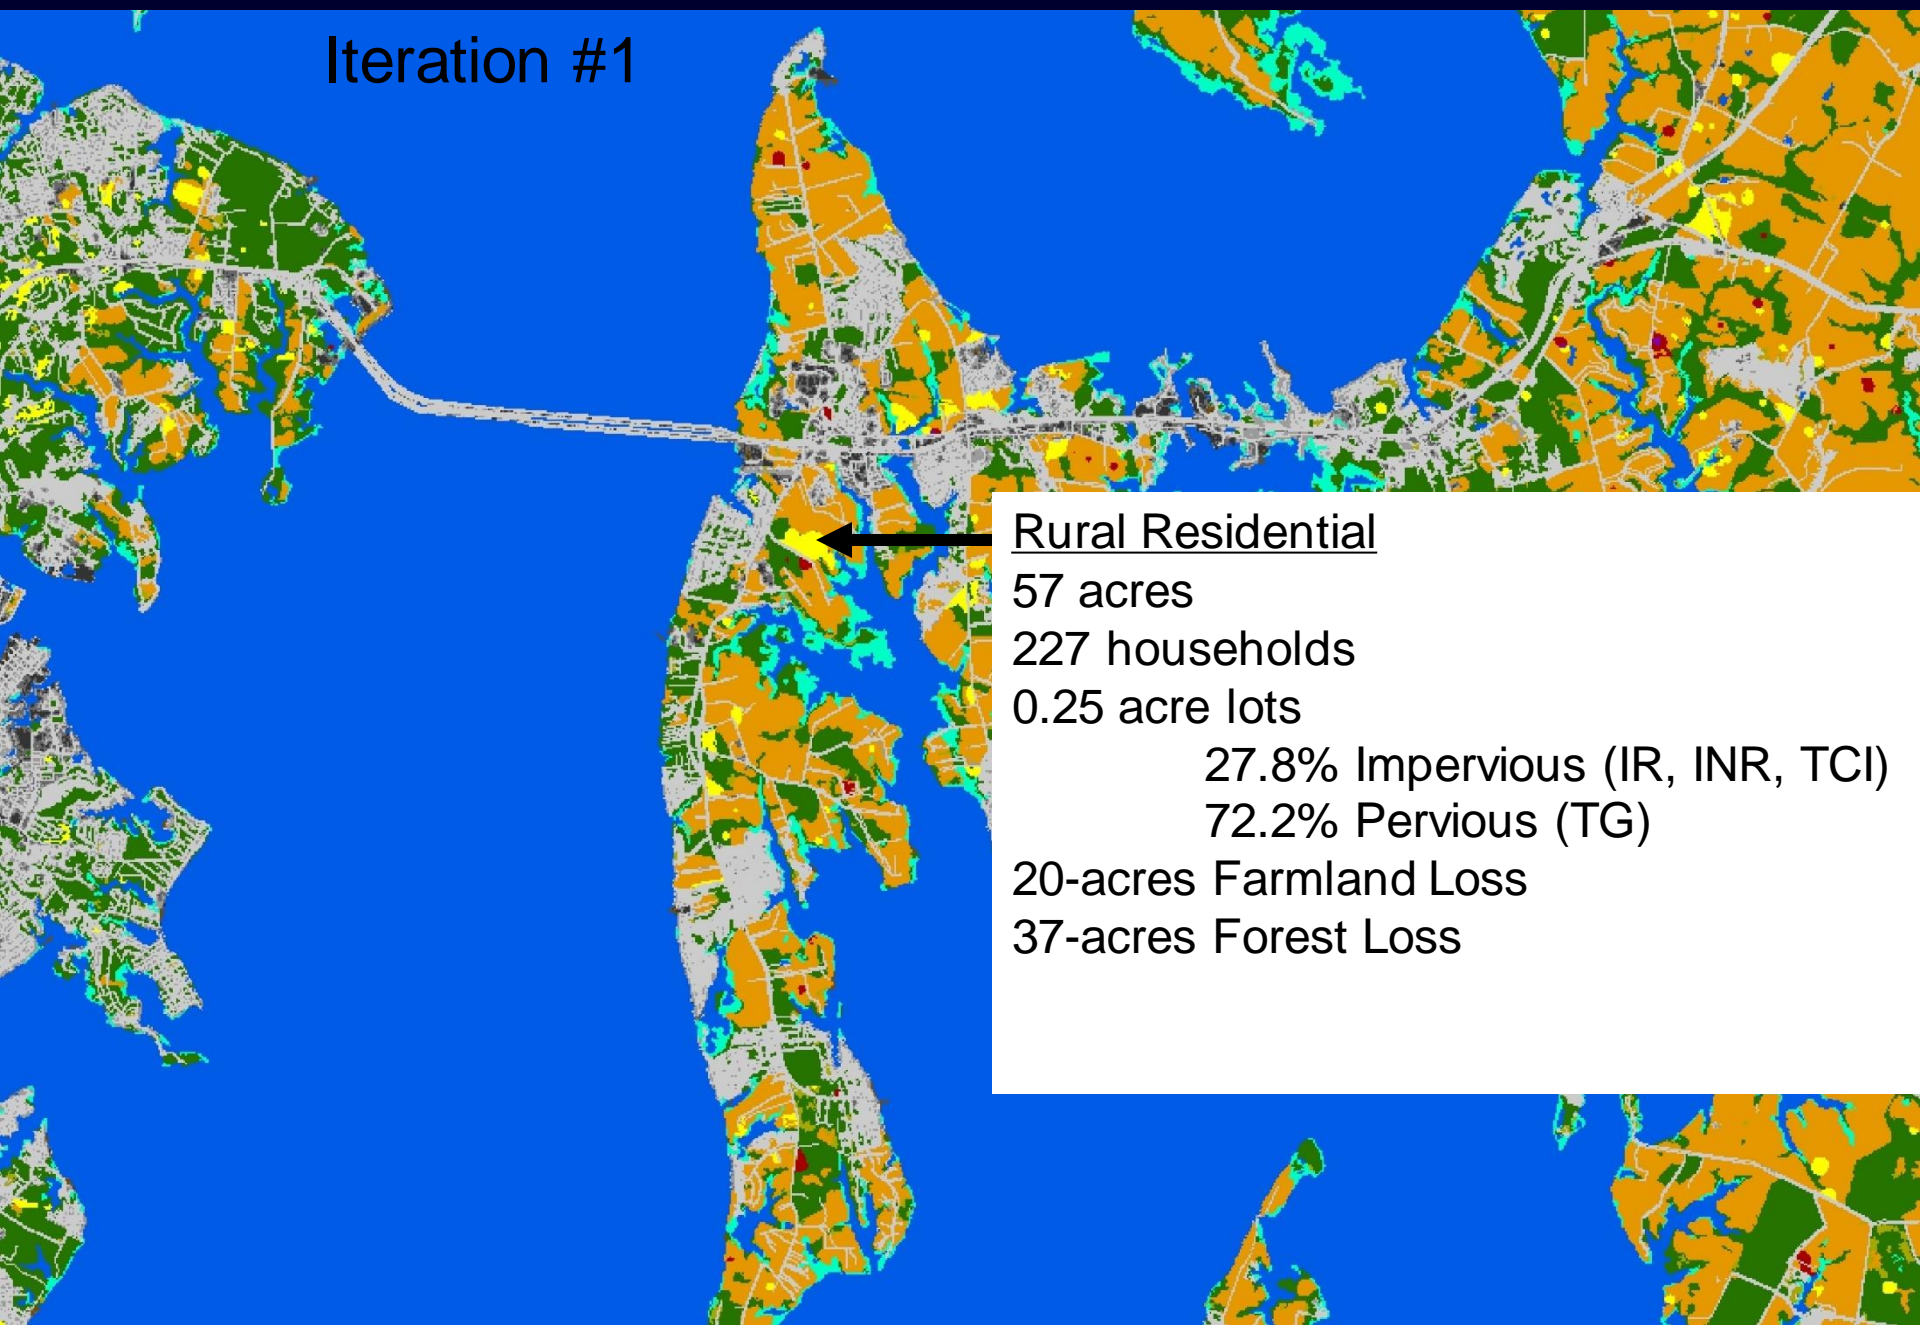 Iteration #1
Rural Residential
57 acres
227 households
0.25 acre lots
27.8% Impervious (IR, INR, TCI)
72.2% Pervious (TG)
20-acres Farmland Loss
37-acres Forest Loss